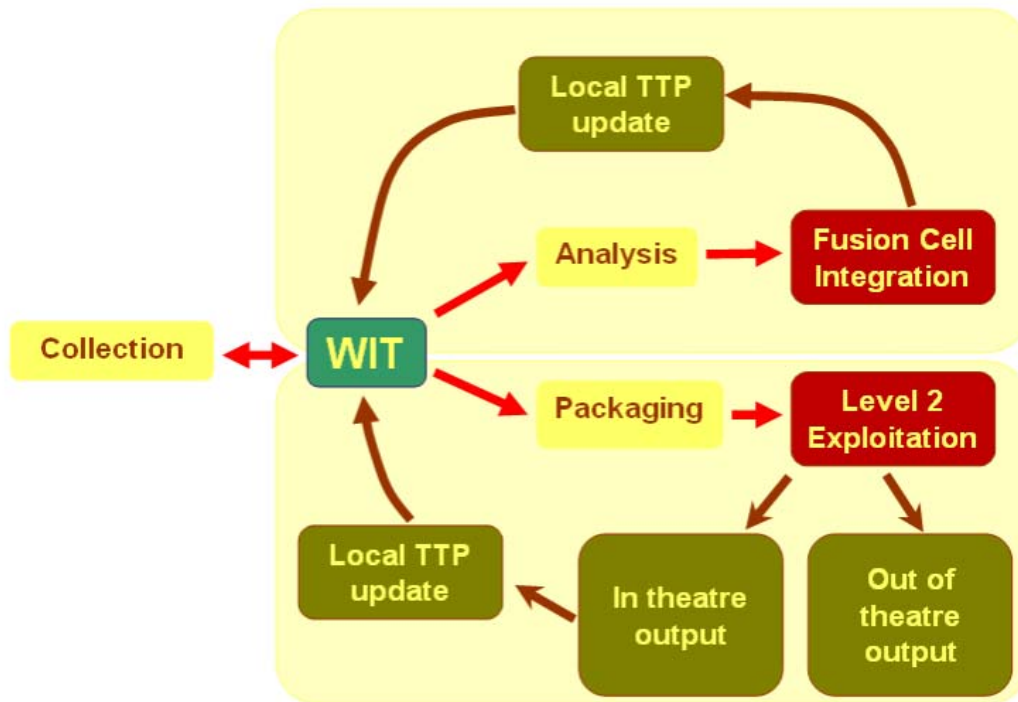 Local TTP
update
Analysis
Fusion Cell
Integration
Collection
WIT
Packaging
Level 2
Exploitation
Local TTP
update
In theatre
output
Out of
theatre
output